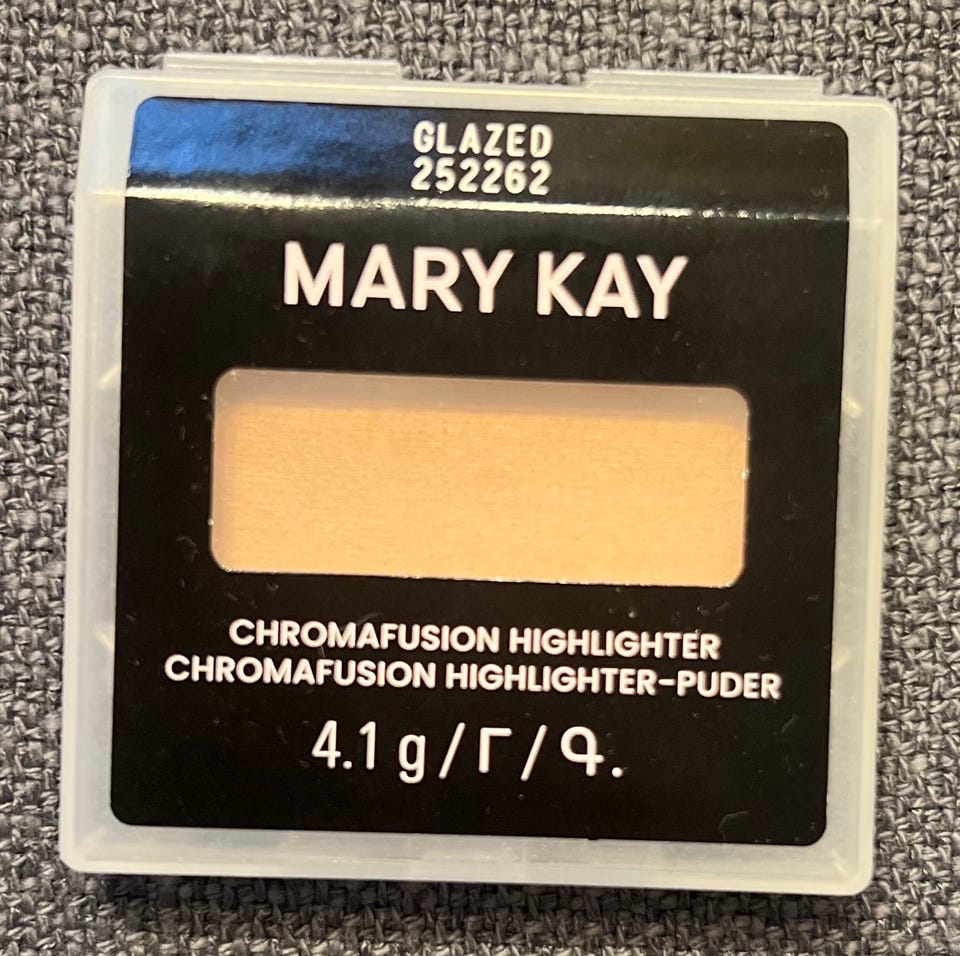 GLAZED
252262
MARY KAY
CHROMAFUSION HIGHLIGHTER
CHROMAFUSION HIGHLIGHTER-PUDER
4.1 g / Г / Գ.